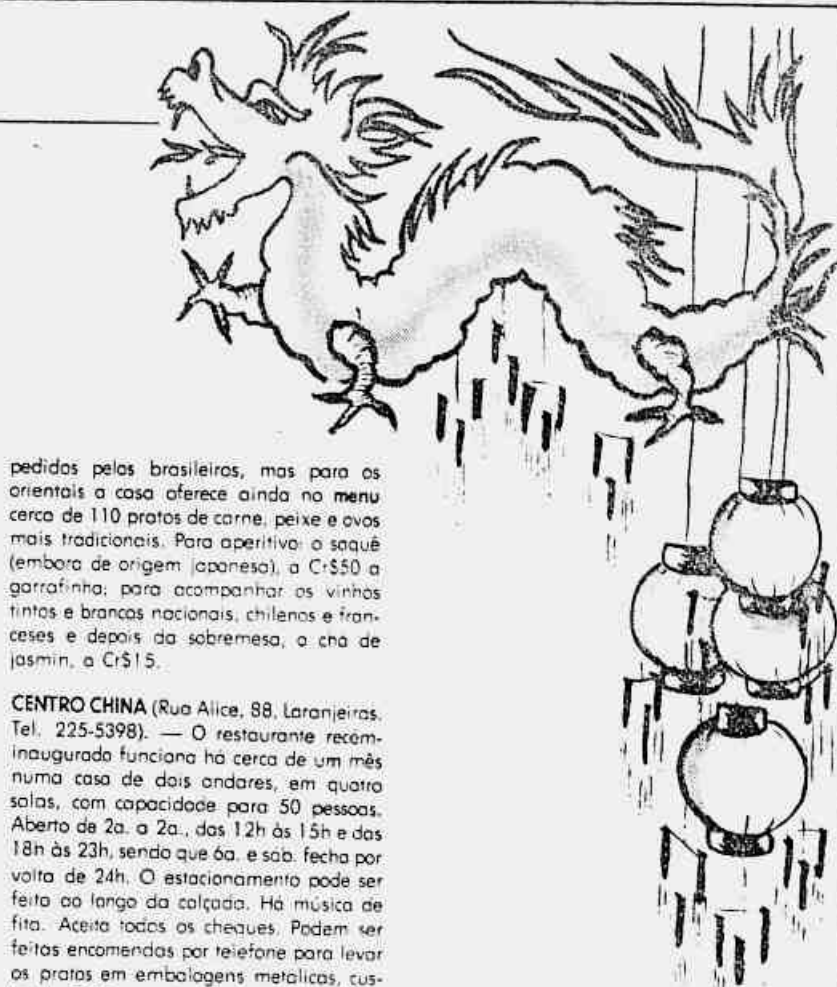 pedidos pelos brasileiros, mas para os
orientais a casa oferece ainda no menu
cerca de 110 pratos de carne, peixe e ovos
mais tradicionais. Para aperitivo: o saquê
(embora de origem japonesa), a Cr$50 a
garrafinha; para acompanhar os vinhos
tintos e brancos nacionais, chilenos e fran-
ceses e depois da sobremesa, o chá de
jasmin, a Cr$15.
CENTRO CHINA (Rua Alice, 88, Laranjeiras.
Tel. 225-5398). — O restaurante recém-
inaugurado funciona há cerca de um mês
numa casa de dois andares, em quatro
salas, com capacidade para 50 pessoas.
Aberto de 2a. a 2a., das 12h às 15h e das
18h às 23h, sendo que 6a. e sab. fecha por
volta de 24h. O estacionamento pode ser
feito ao longo da calçada. Há música de
fita. Aceita todos os cheques. Podem ser
feitas encomendas por telefone para levar
os pratos em embalagens metalicas, cus-